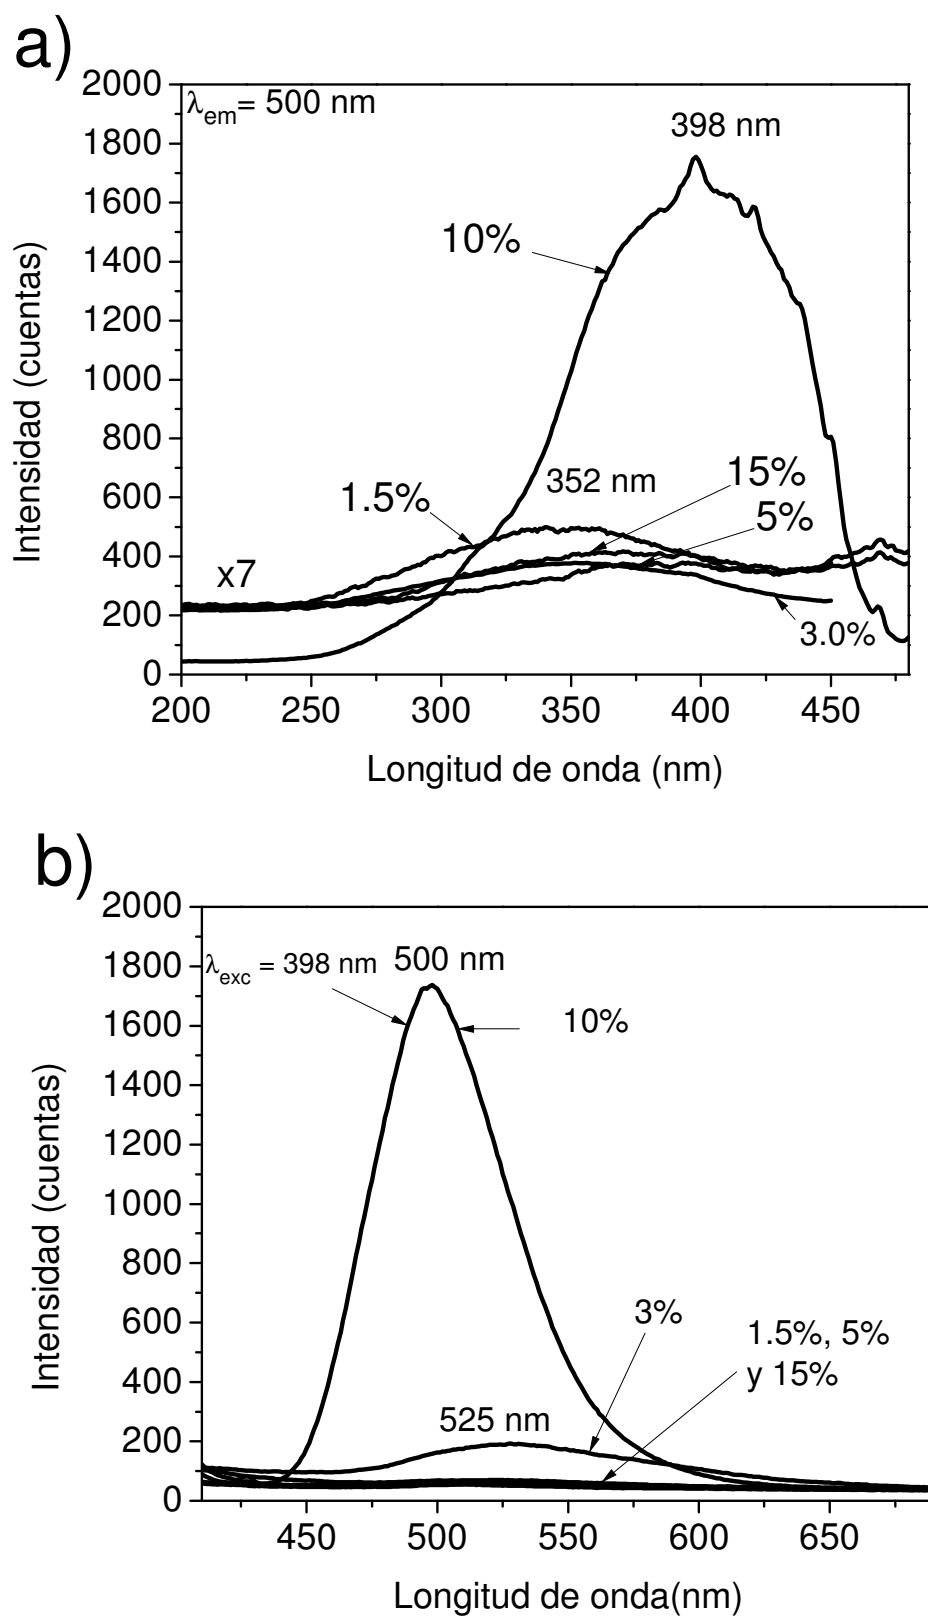 a)
λem= 500 nm
398 nm
10%
352 nm
15%
1.5%
5%
x7
3.0%
2000
1800
1600
1400
1200
1000
800
600
400
200
0
200 250 300 350 400 450
Intensidad (cuentas)
Longitud de onda (nm)
b)
λexc = 398 nm
500 nm
10%
3%
1.5%, 5%
y 15%
525 nm
2000
1800
1600
1400
1200
1000
800
600
400
200
0
450 500 550 600 650
Intensidad (cuentas)
Longitud de onda(nm)